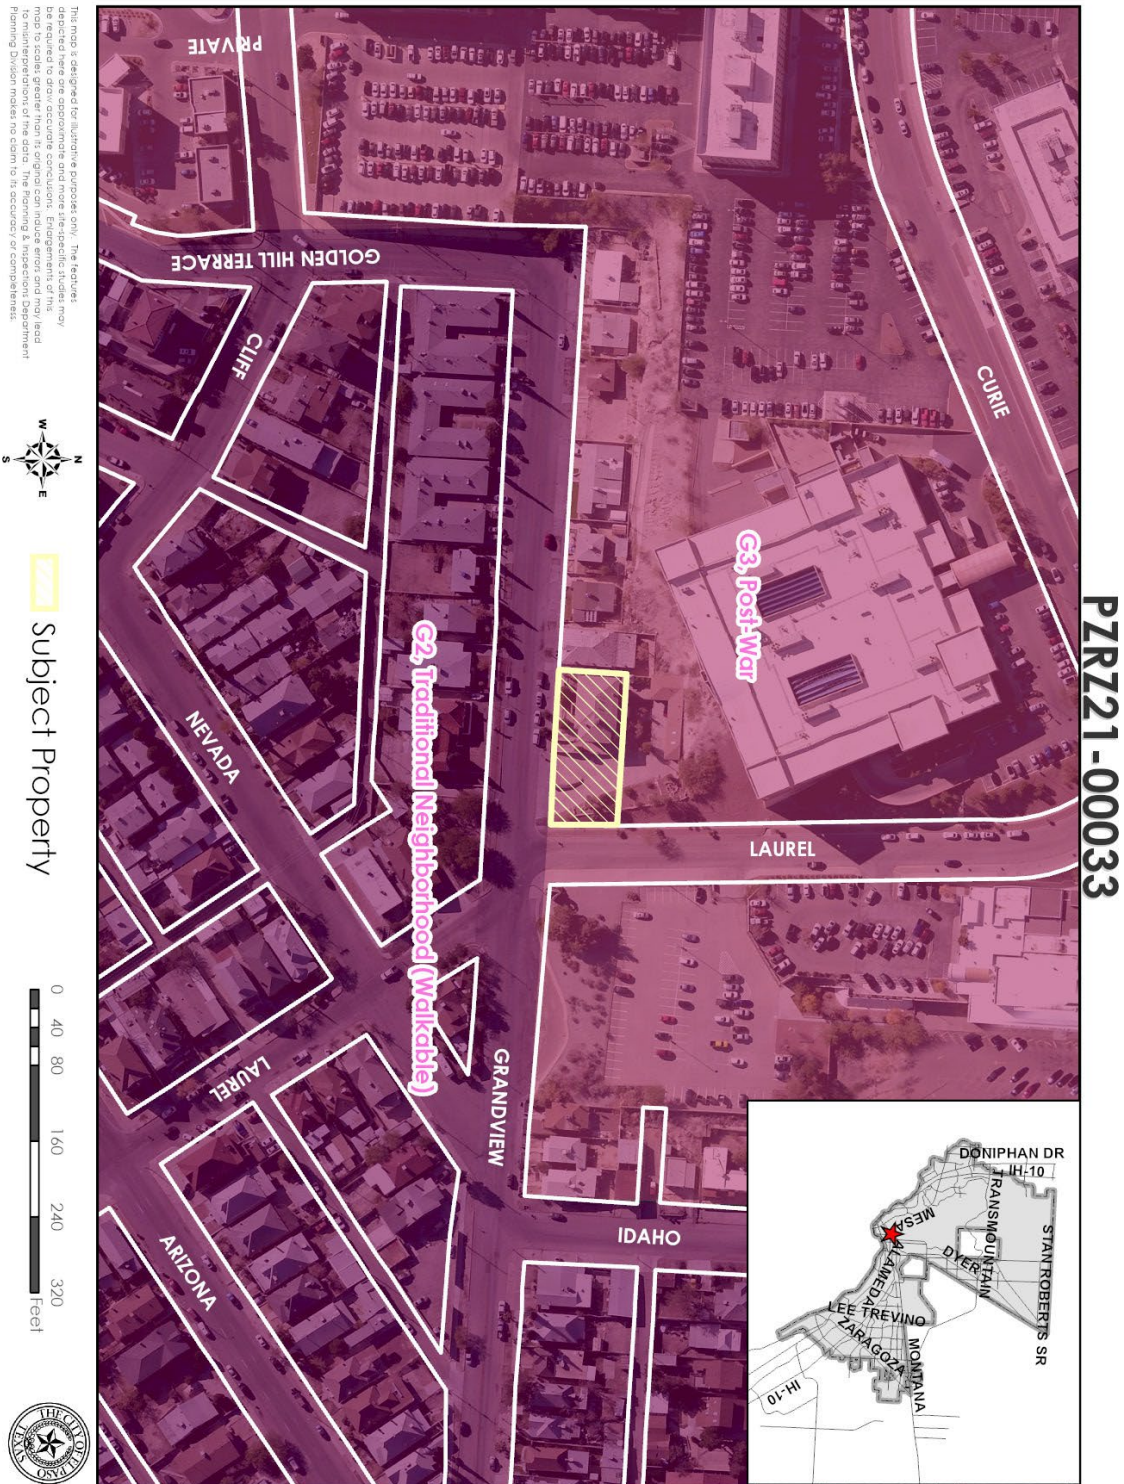 PZRZ21-00033
CURIE
PRIVATE
GOLDEN HILL TERRACE
CLIFF
G3, Post-War
LAUREL
G2, Traditional Neighborhood (Walkable)
NEVADA
GRANDVIEW
LAUREL
IDAHO
ARIZONA
DONIPHAN DR
IH-10
TRANSMOUNTAIN
STAN ROBERTS SR
MESA
DYER
ALAMEDA
LEE TREVINO
ZARAGOZA
MONTANA
IH-10
This map is designed for illustrative purposes only. The features
depicted here are approximate and more site-specific studies may
be required to draw accurate conclusions. Enlargements of this
map to scales greater than its original can induce errors and may lead
to misinterpretations of the data. The Planning & Inspections Department
Planning Division makes no claim to its accuracy or completeness.
N
W
E
S
Subject Property
0 40 80 160 240 320
Feet
THE CITY OF EL PASO
TEXAS